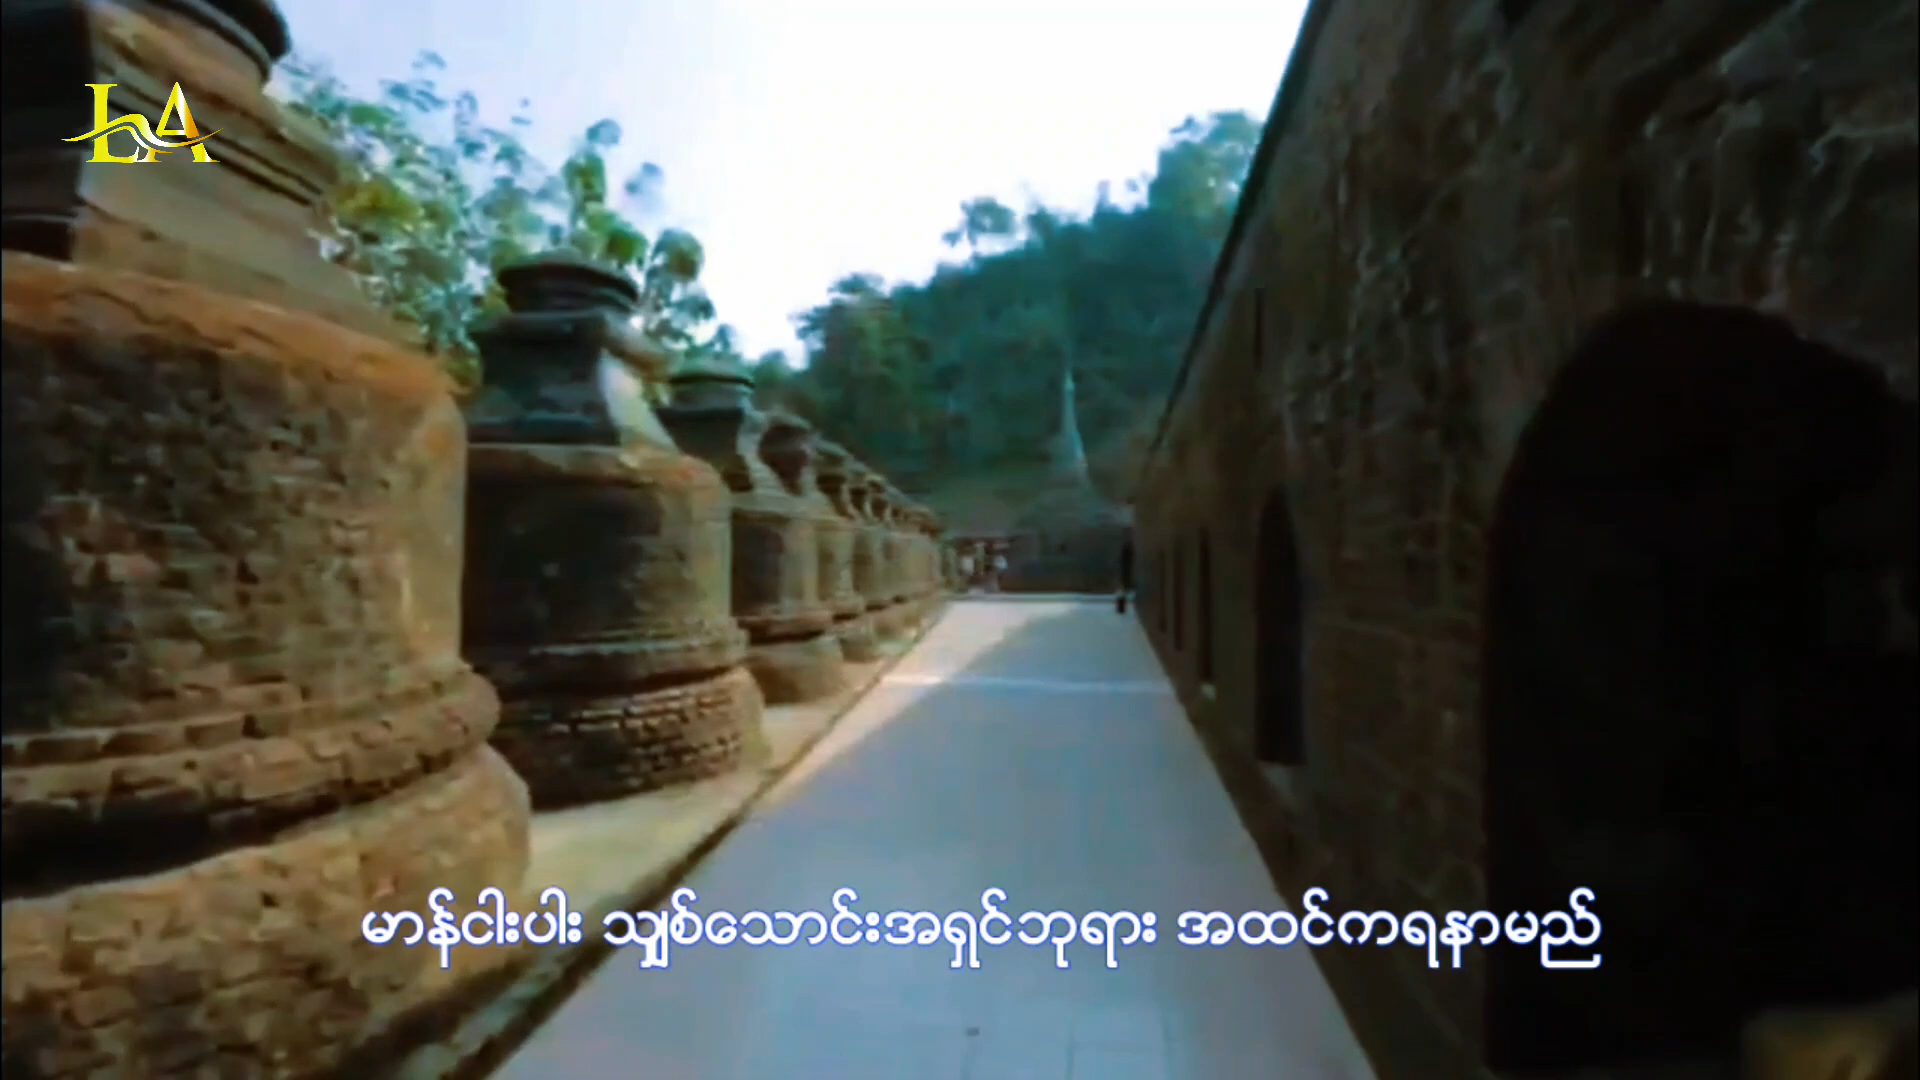 LA
မာန်ငါးပါး သျှစ်သောင်းအရှင်ဘုရား အထင်ကရနာမည်